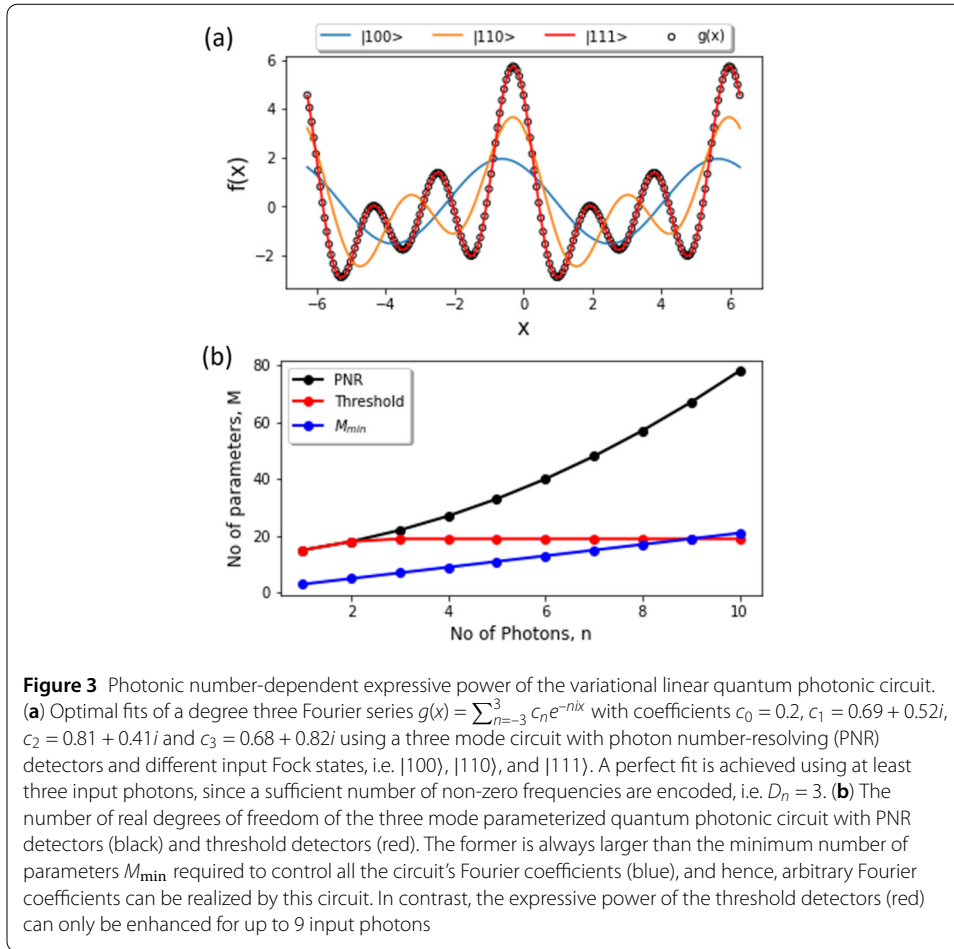 (a)
|100> |110> |111> g(x)
6
4
2
0
−2
f(x)
−6 −4 −2 0 2 4 6
x
(b)
80
60
40
20
0
No of parameters, M
PNR
Threshold
M_min
2 4 6 8 10
No of Photons, n
Figure 3 Photonic number-dependent expressive power of the variational linear quantum photonic circuit.
(a) Optimal fits of a degree three Fourier series g(x) = ∑_{n=−3}^{3} c_n e^{−nix} with coefficients c_0 = 0.2, c_1 = 0.69 + 0.52i,
c_2 = 0.81 + 0.41i and c_3 = 0.68 + 0.82i using a three mode circuit with photon number-resolving (PNR)
detectors and different input Fock states, i.e. |100⟩, |110⟩, and |111⟩. A perfect fit is achieved using at least
three input photons, since a sufficient number of non-zero frequencies are encoded, i.e. D_n = 3. (b) The
number of real degrees of freedom of the three mode parameterized quantum photonic circuit with PNR
detectors (black) and threshold detectors (red). The former is always larger than the minimum number of
parameters M_min required to control all the circuit's Fourier coefficients (blue), and hence, arbitrary Fourier
coefficients can be realized by this circuit. In contrast, the expressive power of the threshold detectors (red)
can only be enhanced for up to 9 input photons